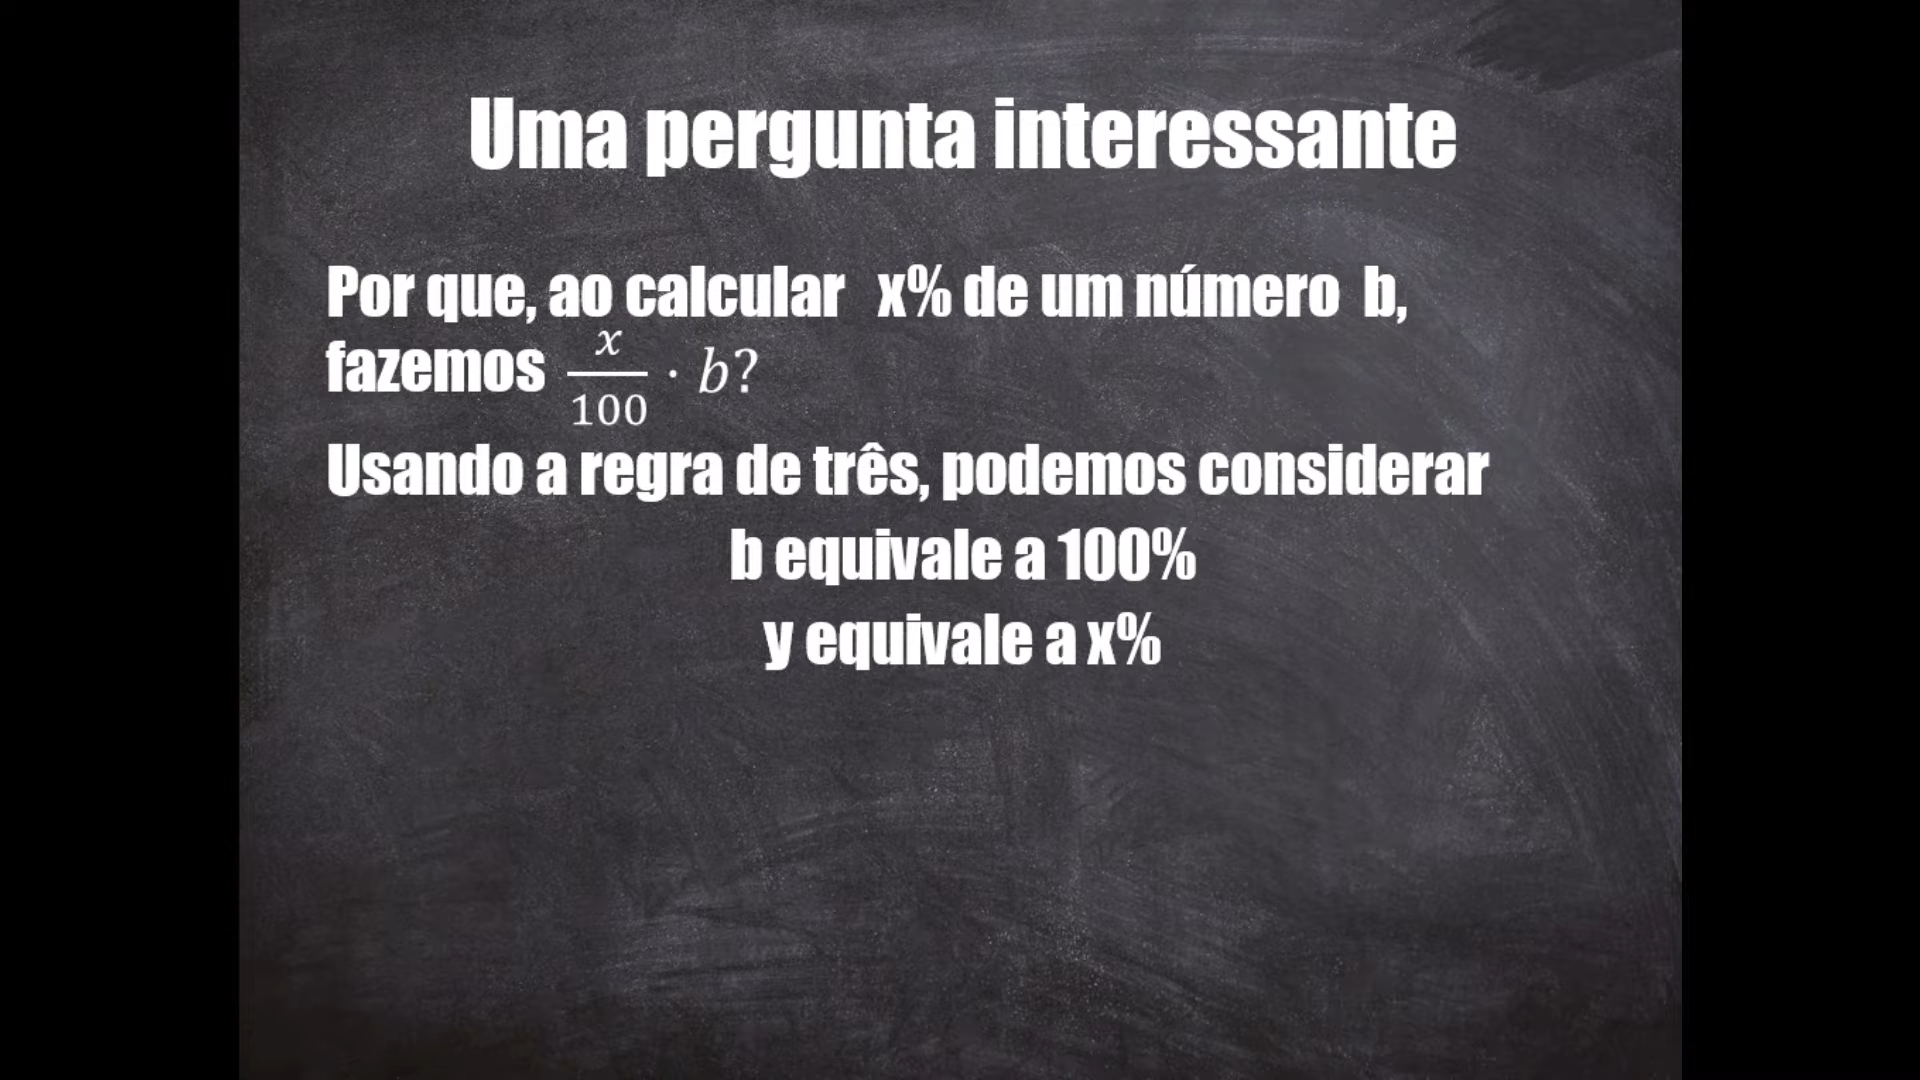 Uma pergunta interessante
Por que, ao calcular x% de um número b,
fazemos x/100 · b?
Usando a regra de três, podemos considerar
b equivale a 100%
y equivale a x%